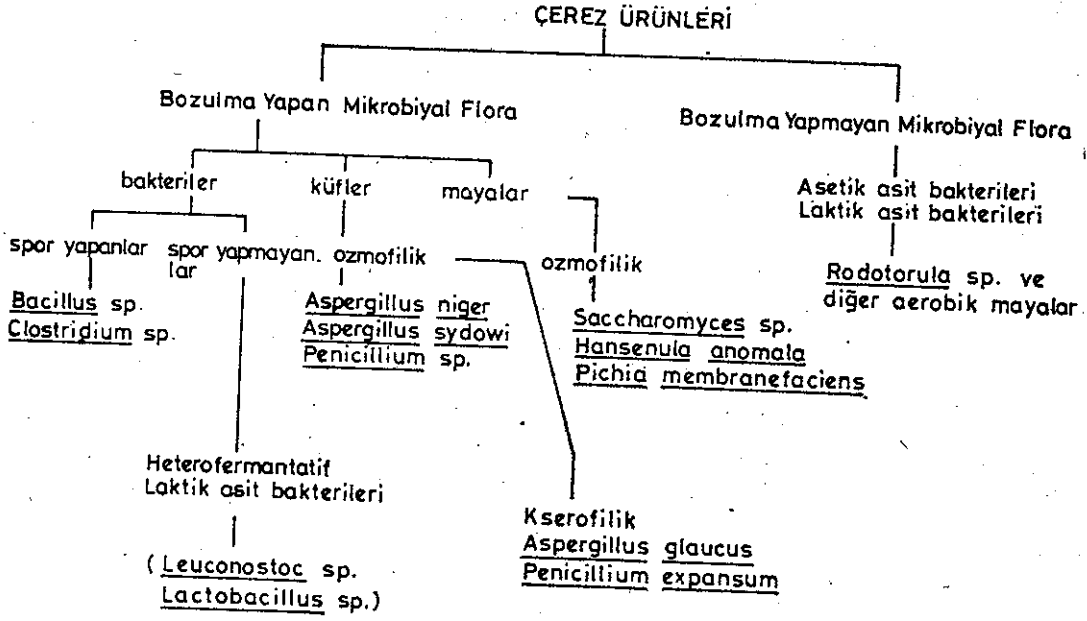 ÇEREZ ÜRÜNLERİ
Bozulma Yapan Mikrobiyal Flora
Bozulma Yapmayan Mikrobiyal Flora
bakteriler
küfler
mayalar
Asetik asit bakterileri
Laktik asit bakterileri
spor yapanlar
spor yapmayan.
lar
ozmofilik
ozmofilik
Bacillus sp.
Clostridium sp.
Aspergillus niger
Aspergillus sydowi
Penicillium sp.
Saccharomyces sp.
Hansenula anomala
Pichia membranefaciens
Rodotorula sp. ve
diğer aerobik mayalar
Heterofermantatif
Laktik asit bakterileri
(Leuconostoc sp.
Lactobacillus sp.)
Kserofilik
Aspergillus glaucus
Penicillium expansum